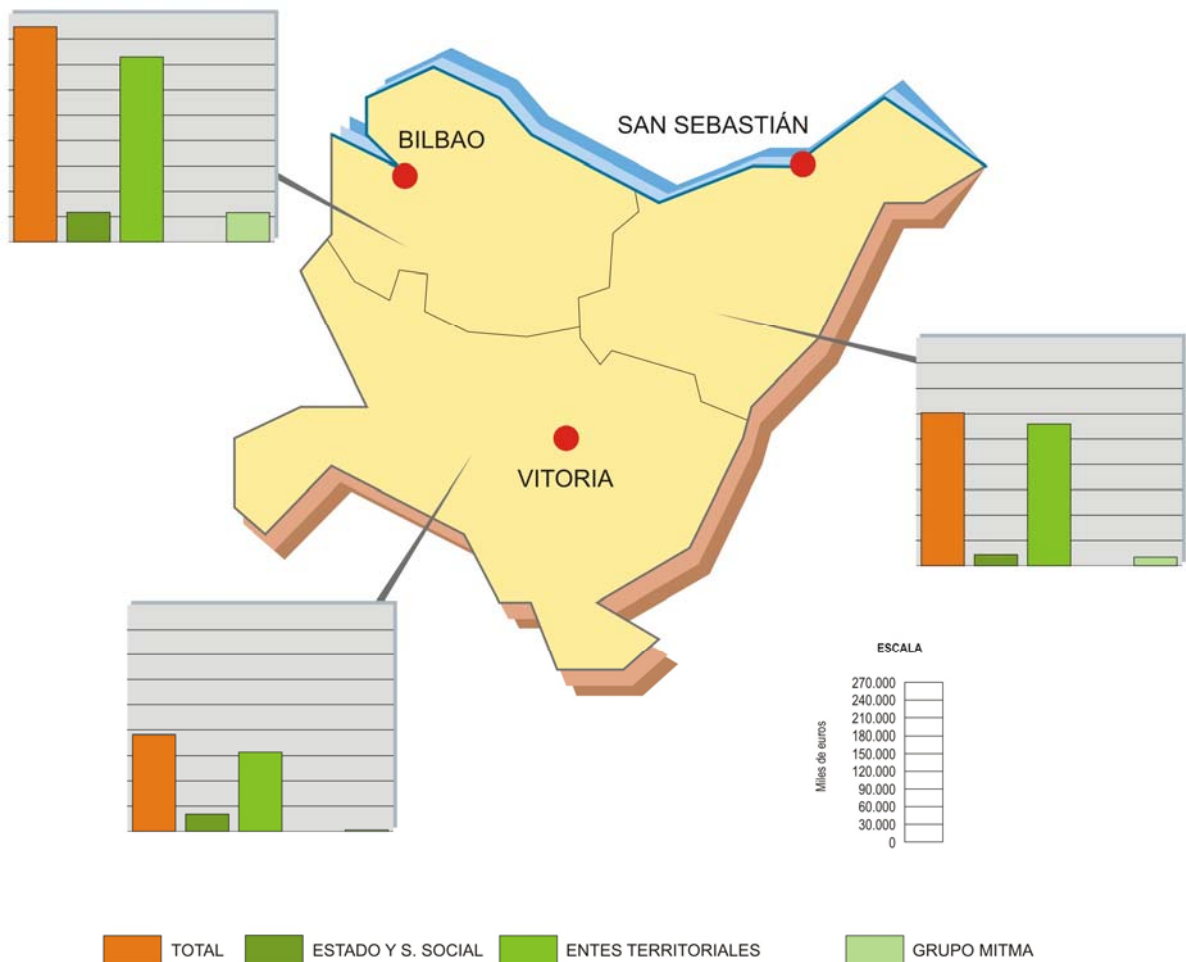 BILBAO
SAN SEBASTIÁN
VITORIA
ESCALA
Miles de euros
270.000
240.000
210.000
180.000
150.000
120.000
90.000
60.000
30.000
0
TOTAL
ESTADO Y S. SOCIAL
ENTES TERRITORIALES
GRUPO MITMA